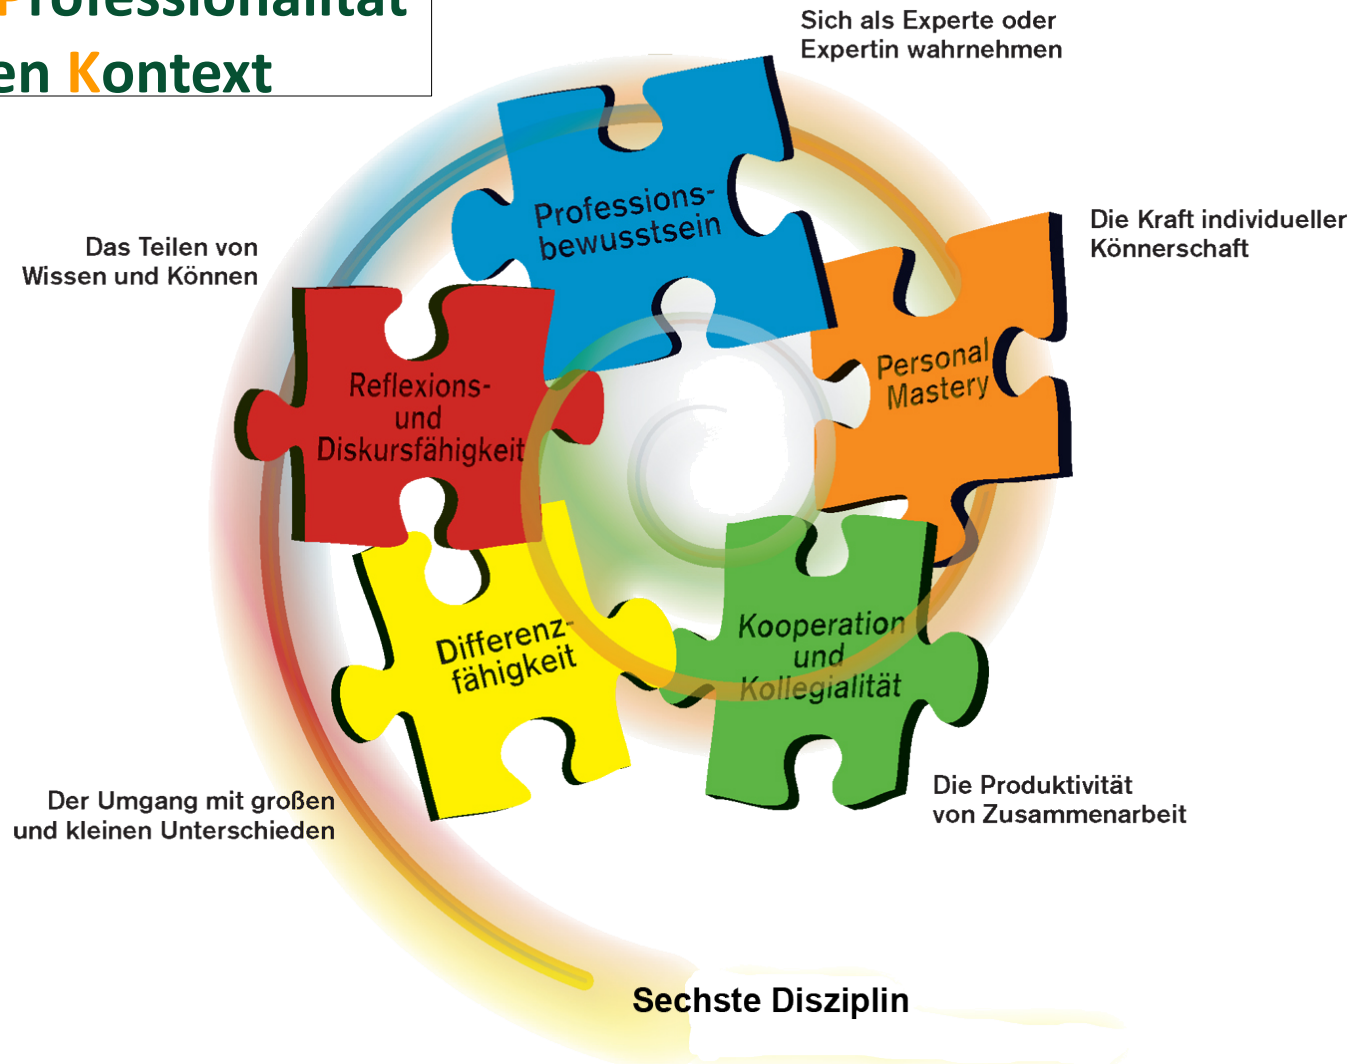 Professionalität
en Kontext
Sich als Experte oder
Expertin wahrnehmen
Professions-
bewusstsein
Die Kraft individueller
Könnerschaft
Personal
Mastery
Das Teilen von
Wissen und Können
Reflexions-
und
Diskursfähigkeit
Differenz-
fähigkeit
Kooperation
und
Kollegialität
Der Umgang mit großen
und kleinen Unterschieden
Die Produktivität
von Zusammenarbeit
Sechste Disziplin